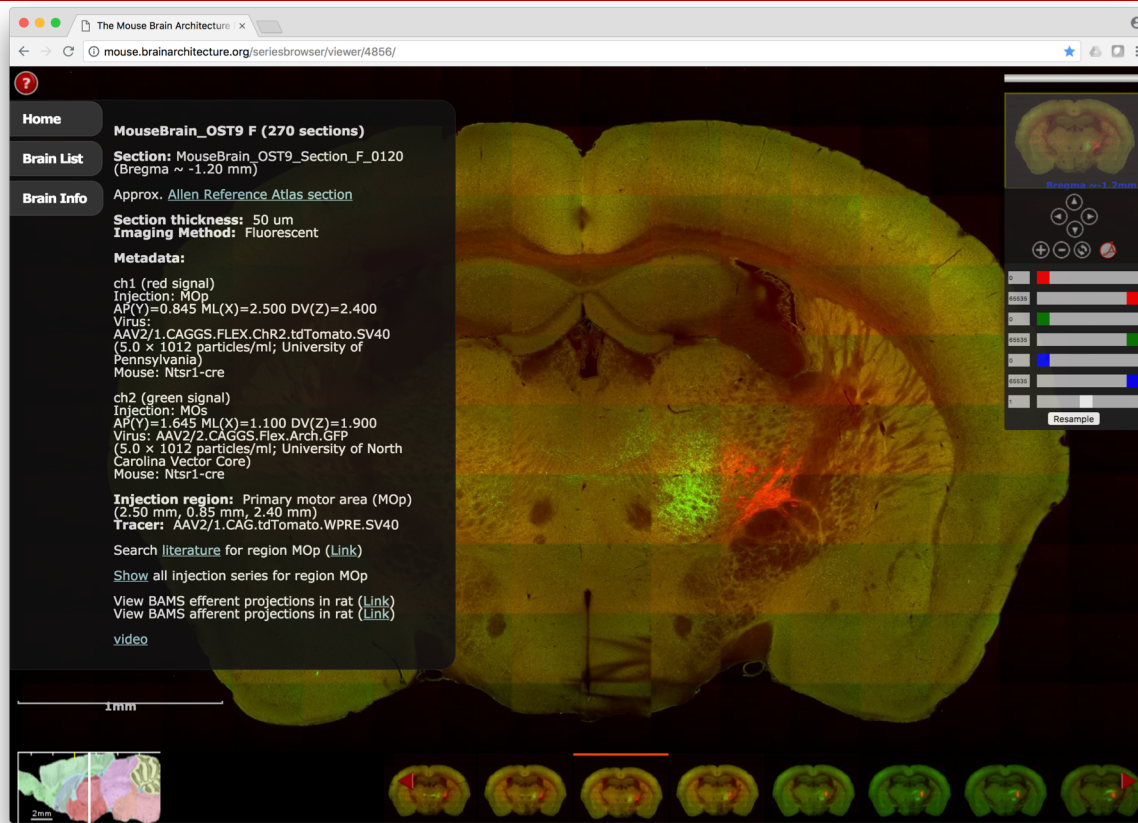 The Mouse Brain Architecture
mouse.brainarchitecture.org/seriesbrowser/viewer/4856/
?
Home
Brain List
Brain Info
MouseBrain_OST9 F (270 sections)
Section: MouseBrain_OST9_Section_F_0120
(Bregma ~ -1.20 mm)
Approx. Allen Reference Atlas section
Section thickness: 50 um
Imaging Method: Fluorescent
Metadata:
ch1 (red signal)
Injection: MOp
AP(Y)=0.845 ML(X)=2.500 DV(Z)=2.400
Virus:
AAV2/1.CAGGS.FLEX.ChR2.tdTomato.SV40
(5.0 × 1012 particles/ml; University of
Pennsylvania)
Mouse: Ntsr1-cre
ch2 (green signal)
Injection: MOs
AP(Y)=1.645 ML(X)=1.100 DV(Z)=1.900
Virus: AAV2/2.CAGGS.Flex.Arch.GFP
(5.0 × 1012 particles/ml; University of North
Carolina Vector Core)
Mouse: Ntsr1-cre
Injection region: Primary motor area (MOp)
(2.50 mm, 0.85 mm, 2.40 mm)
Tracer: AAV2/1.CAG.tdTomato.WPRE.SV40
Search literature for region MOp (Link)
Show all injection series for region MOp
View BAMS efferent projections in rat (Link)
View BAMS afferent projections in rat (Link)
video
1mm
2mm
Bregma ~-1.2mm
0
65535
0
65535
0
65535
1
Resample